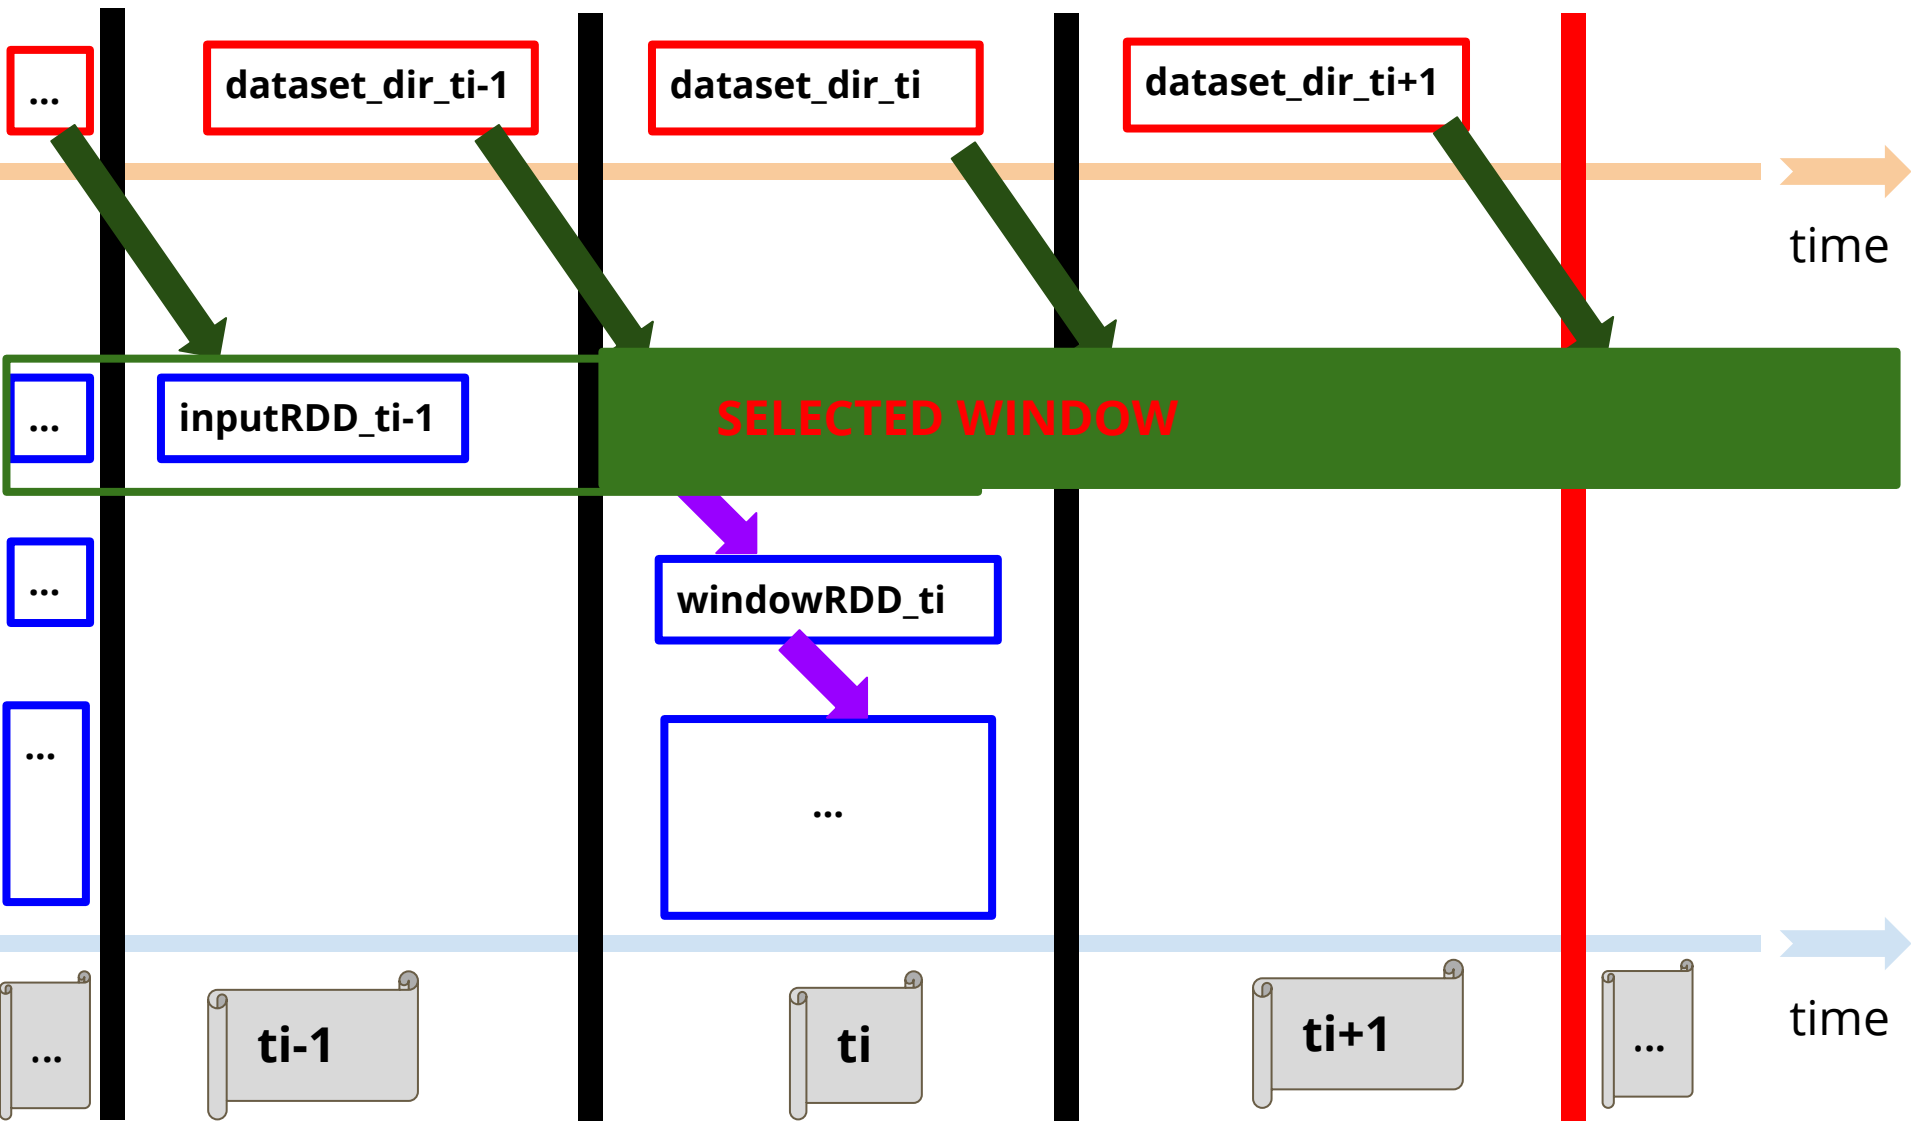 ...
dataset_dir_ti-1
dataset_dir_ti
dataset_dir_ti+1
time
...
inputRDD_ti-1
SELECTED WINDOW
...
windowRDD_ti
...
...
...
ti-1
ti
ti+1
...
time